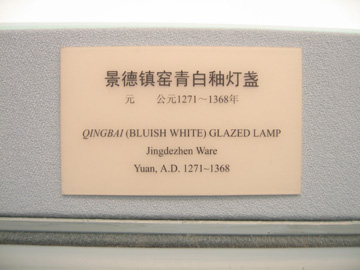 景德镇窑青白釉灯盏
元 公元1271～1368年
QINGBAI (BLUISH WHITE) GLAZED LAMP
Jingdezhen Ware
Yuan, A.D. 1271~1368